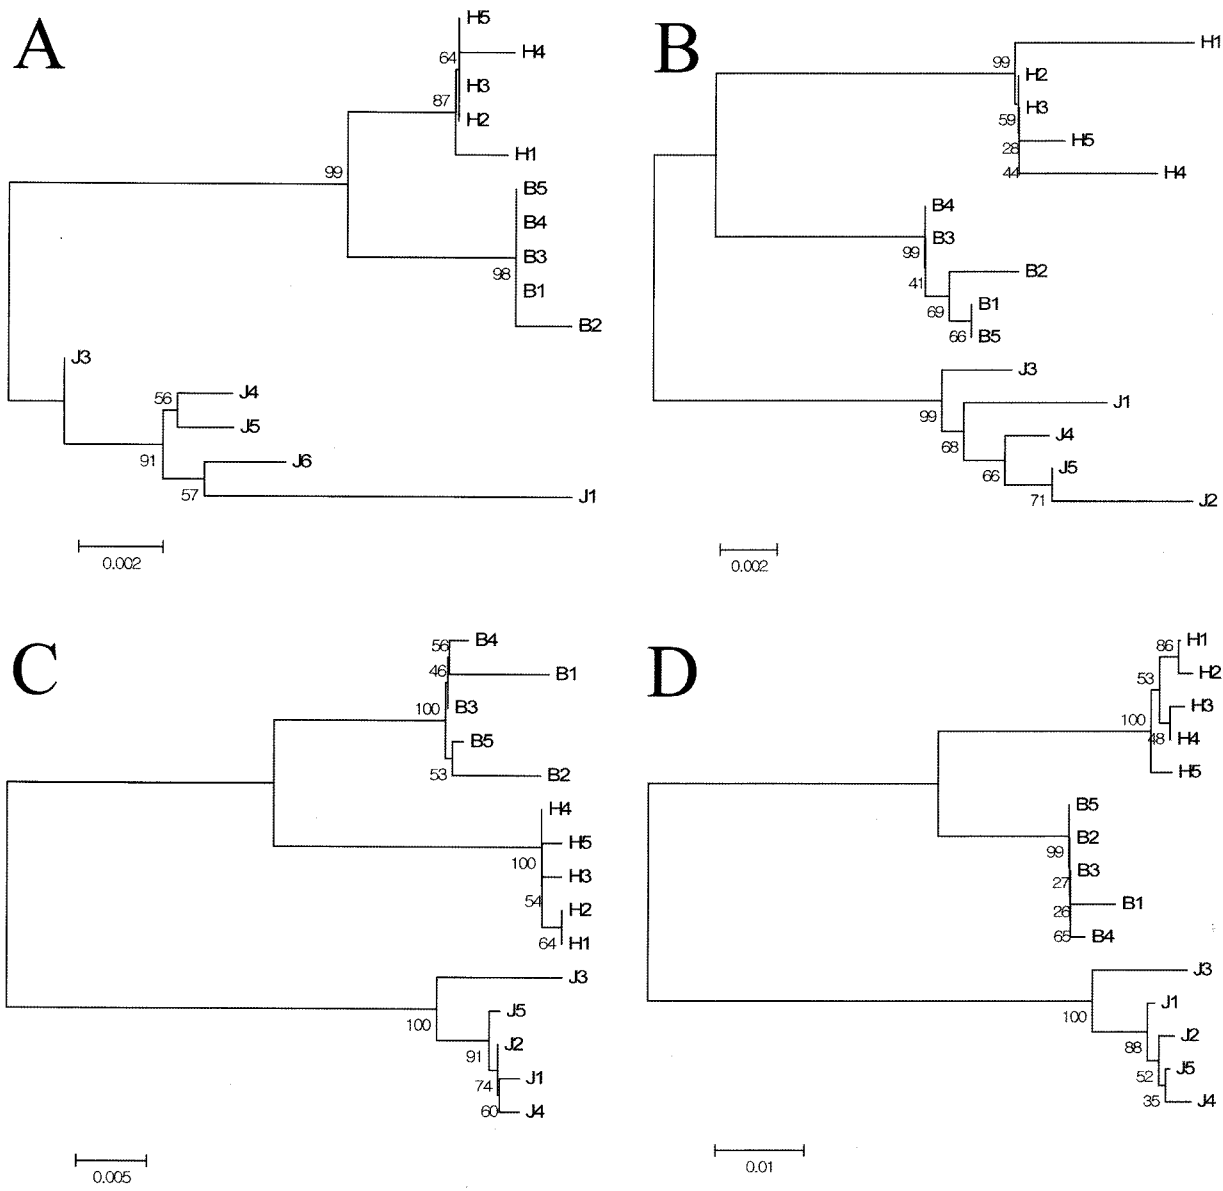 A
H5
H4
64
H3
87
H2
H1
99
B5
B4
B3
98
B1
B2
J3
56
J4
J5
91
J6
57
J1
0.002
B
H1
99
H2
H3
59
H5
28
44
H4
B4
B3
99
B2
41
B1
69
66
B5
J3
J1
99
J4
68
J5
66
71
J2
0.002
C
56
B4
46
B1
100
B3
B5
53
B2
H4
H5
100
H3
54
H2
64
H1
J3
J5
100
J2
91
J1
74
60
J4
0.005
D
86
H1
H2
53
H3
100
48
H4
H5
B5
B2
99
B3
27
B1
26
65
B4
J3
J1
100
J2
88
J5
52
35
J4
0.01